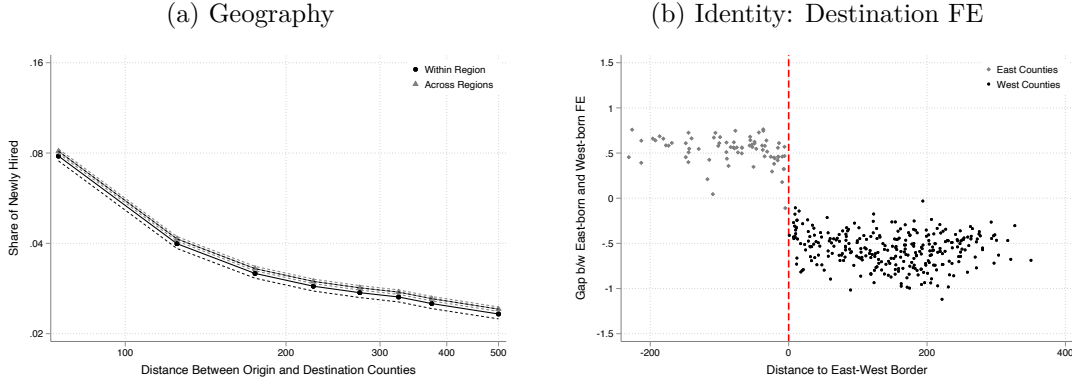 (a) Geography
.16
.08
.04
.02
Share of Newly Hired
Within Region
Across Regions
100
200
300
400
500
Distance Between Origin and Destination Counties
(b) Identity: Destination FE
1.5
1
.5
0
-.5
-1
-1.5
Gap b/w East-born and West-born FE
East Counties
West Counties
-200
0
200
400
Distance to East-West Border